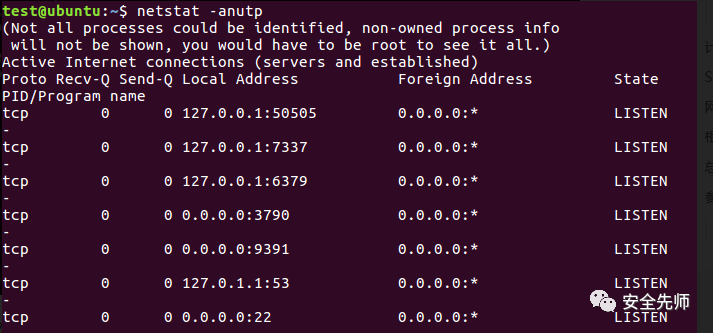 test@ubuntu:~$ netstat -anutp
(Not all processes could be identified, non-owned process info
 will not be shown, you would have to be root to see it all.)
Active Internet connections (servers and established)
Proto Recv-Q Send-Q Local Address           Foreign Address         State
PID/Program name
tcp        0      0 127.0.0.1:50505         0.0.0.0:*               LISTEN
-
tcp        0      0 127.0.0.1:7337          0.0.0.0:*               LISTEN
-
tcp        0      0 127.0.0.1:6379          0.0.0.0:*               LISTEN
-
tcp        0      0 0.0.0.0:3790            0.0.0.0:*               LISTEN
-
tcp        0      0 0.0.0.0:9391            0.0.0.0:*               LISTEN
-
tcp        0      0 127.0.1.1:53            0.0.0.0:*               LISTEN
-
tcp        0      0 0.0.0.0:22              0.0.0.0:*               LISTEN
安全先师